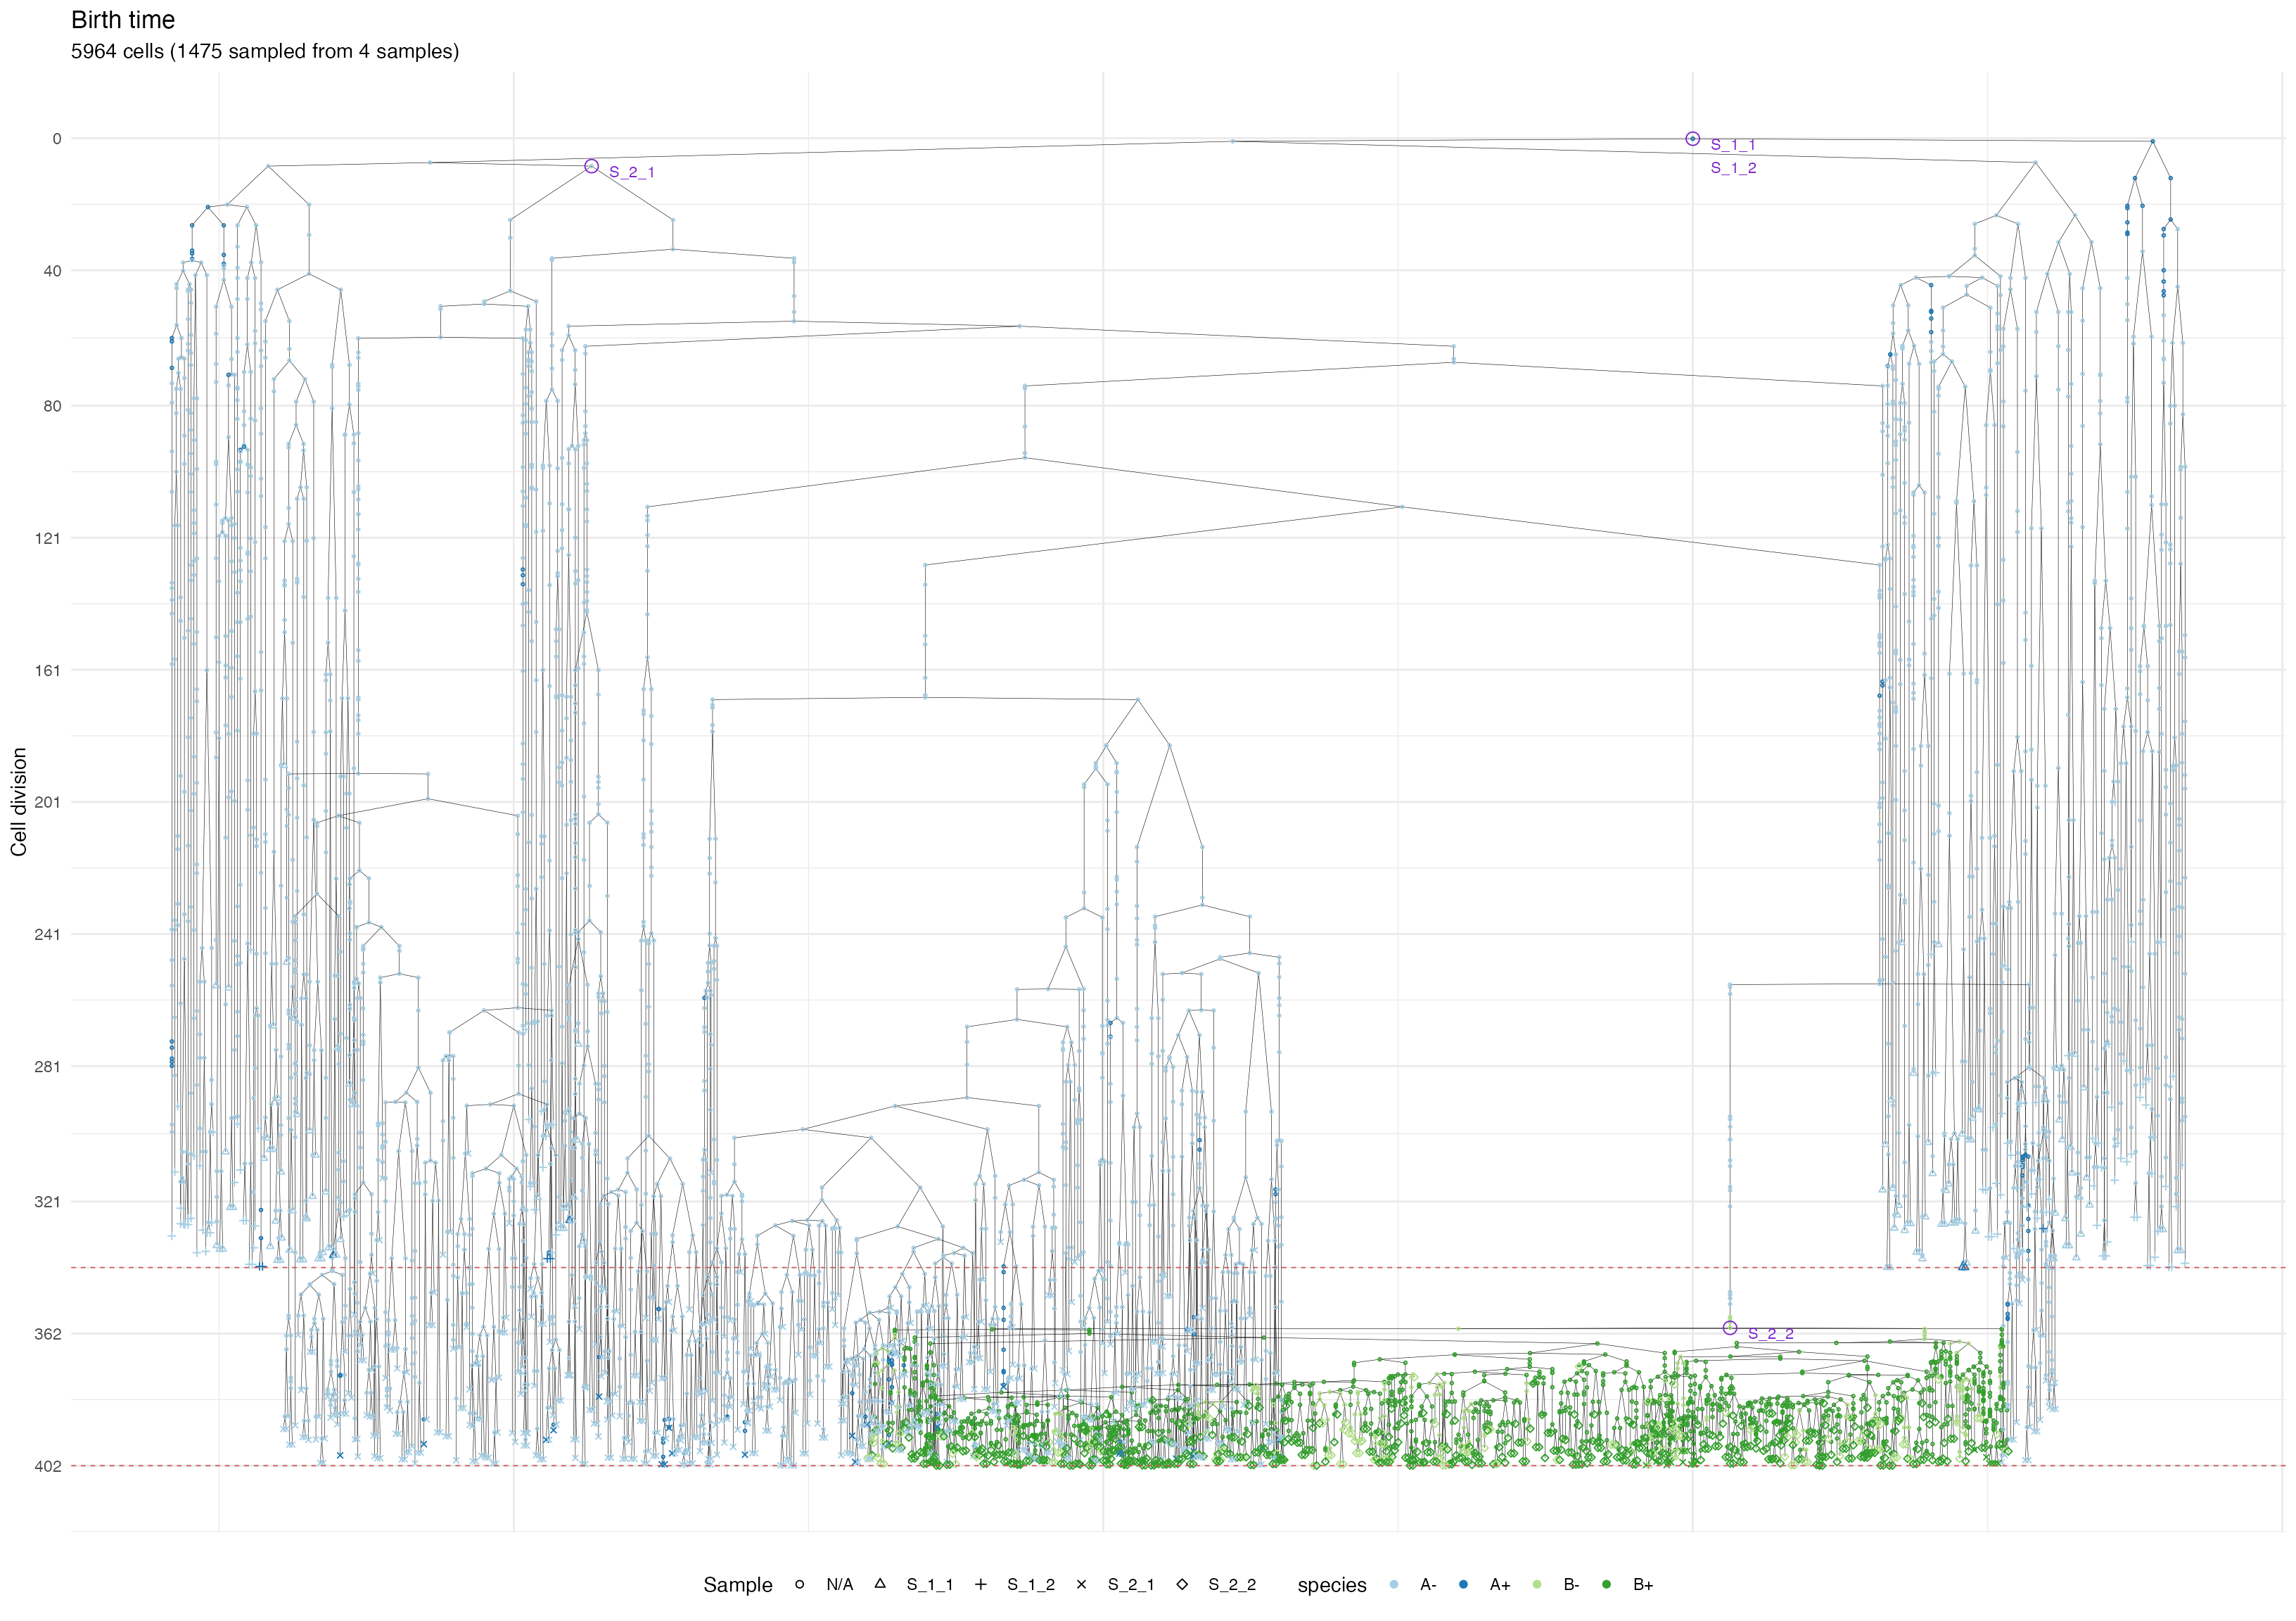 Birth time
5964 cells (1475 sampled from 4 samples)
0
S_1_1
S_1_2
S_2_1
40
80
121
161
201
241
281
321
362
S_2_2
402
Cell division
Sample N/A S_1_1 S_1_2 S_2_1 S_2_2 species A- A+ B- B+